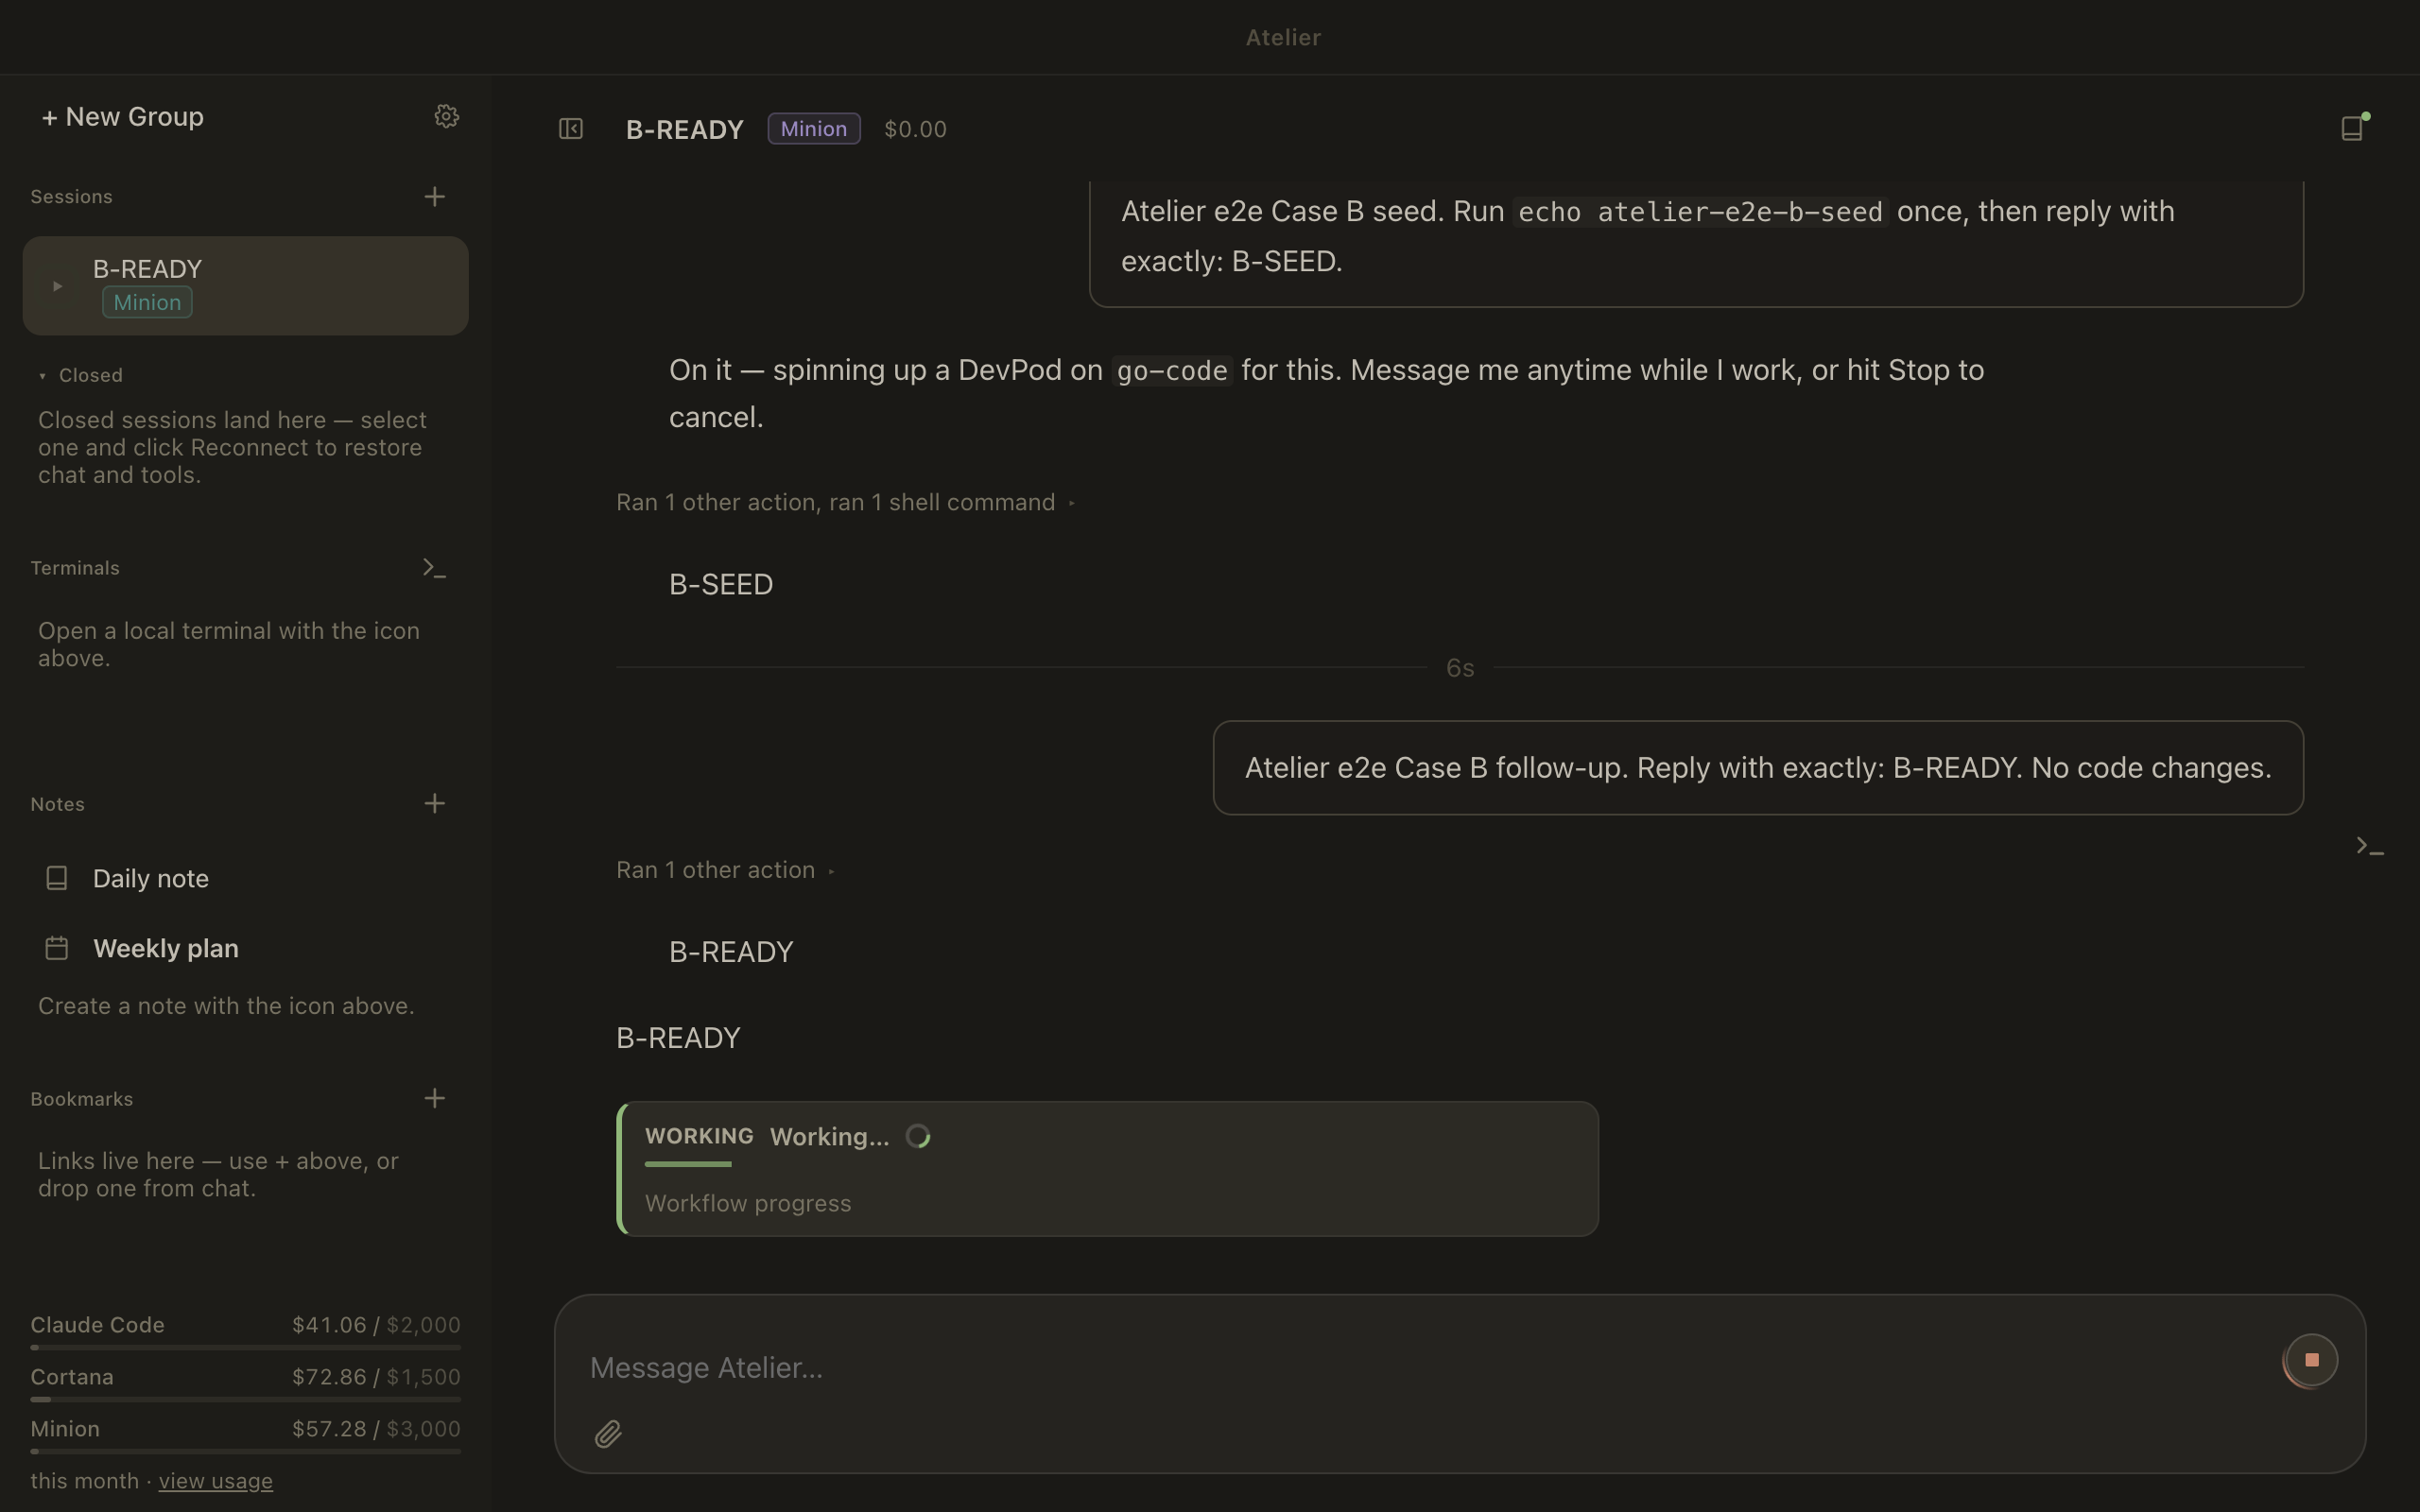 Atelier
+ New Group
Sessions
B-READY
Minion
Closed
Closed sessions land here — select
one and click Reconnect to restore
chat and tools.
Terminals
Open a local terminal with the icon
above.
Notes
Daily note
Weekly plan
Create a note with the icon above.
Bookmarks
Links live here — use + above, or
drop one from chat.
Claude Code $41.06 / $2,000
Cortana $72.86 / $1,500
Minion $57.28 / $3,000
this month · view usage
B-READY Minion $0.00
Atelier e2e Case B seed. Run echo atelier-e2e-b-seed once, then reply with
exactly: B-SEED.
On it — spinning up a DevPod on go-code for this. Message me anytime while I work, or hit Stop to
cancel.
Ran 1 other action, ran 1 shell command
B-SEED
6s
Atelier e2e Case B follow-up. Reply with exactly: B-READY. No code changes.
Ran 1 other action
B-READY
B-READY
WORKING Working...
Workflow progress
Message Atelier...